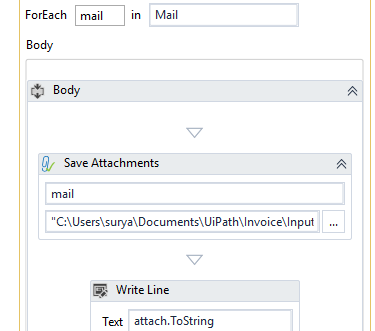 ForEach mail in Mail
Body
Body
Save Attachments
mail
"C:\Users\surya\Documents\UiPath\Invoice\Input
...
Write Line
Text attach.ToString